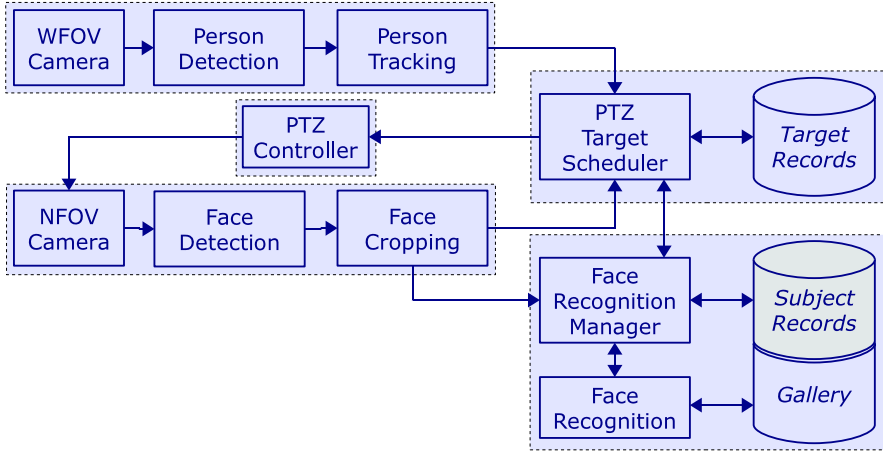 WFOV
Camera
Person
Detection
Person
Tracking
PTZ
Target
Scheduler
Target
Records
PTZ
Controller
NFOV
Camera
Face
Detection
Face
Cropping
Face
Recognition
Manager
Subject
Records
Face
Recognition
Gallery